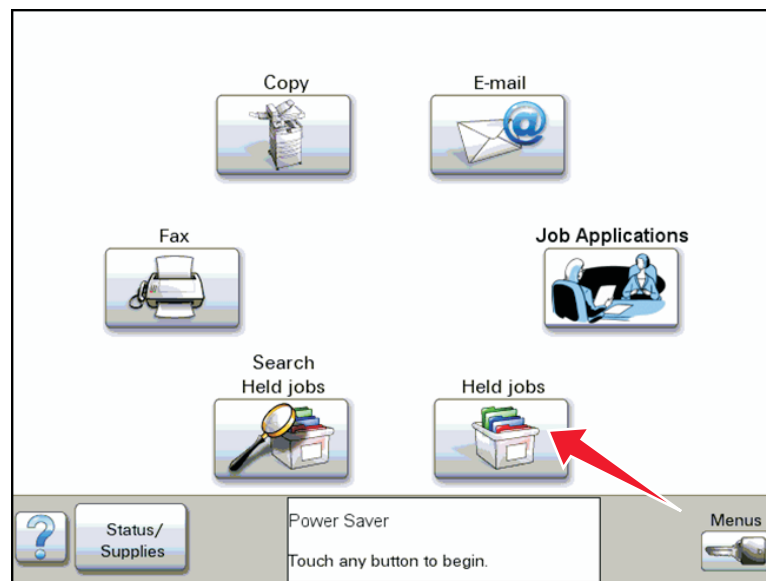 Copy
E-mail
Fax
Job Applications
Search
Held jobs
Held jobs
?
Status/
Supplies
Power Saver
Touch any button to begin.
Menus